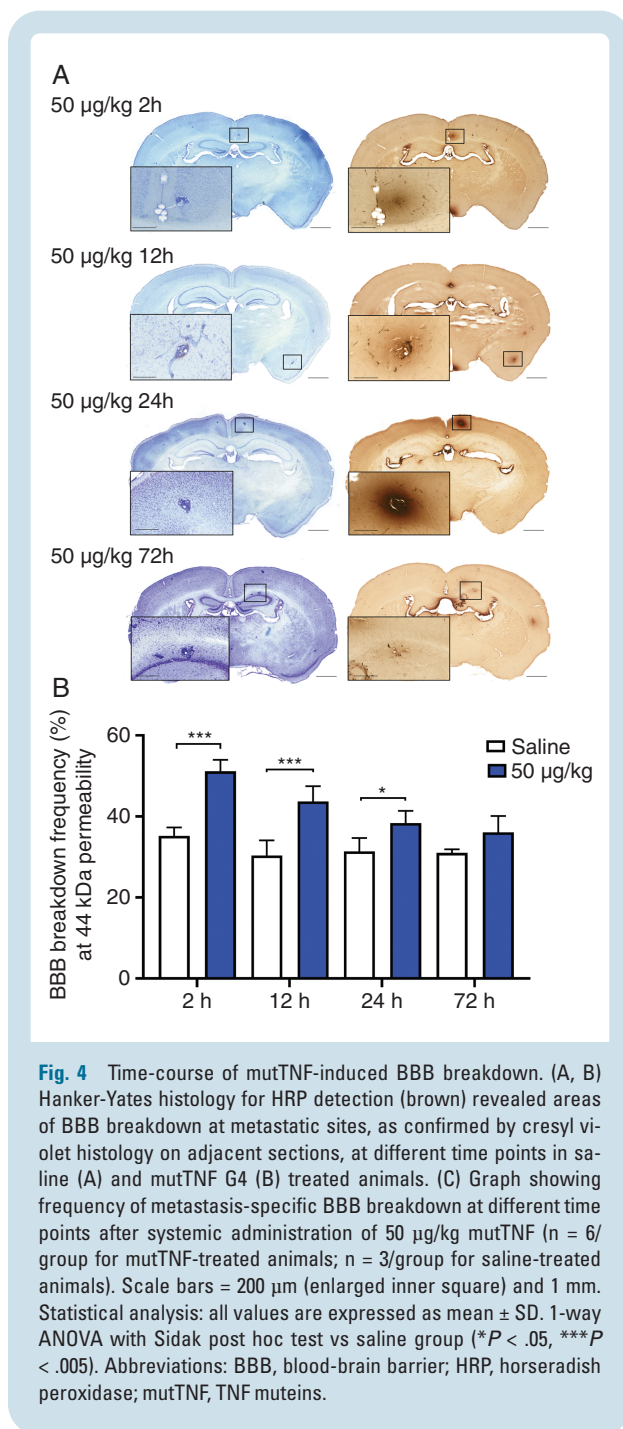 A
50 µg/kg 2h
50 µg/kg 12h
50 µg/kg 24h
50 µg/kg 72h
B
BBB breakdown frequency (%)
at 44 kDa permeability
60
40
20
0
***
***
*
Saline
50 µg/kg
2 h
12 h
24 h
72 h
Fig. 4 Time-course of mutTNF-induced BBB breakdown. (A, B)
Hanker-Yates histology for HRP detection (brown) revealed areas
of BBB breakdown at metastatic sites, as confirmed by cresyl vi-
olet histology on adjacent sections, at different time points in sa-
line (A) and mutTNF G4 (B) treated animals. (C) Graph showing
frequency of metastasis-specific BBB breakdown at different time
points after systemic administration of 50 µg/kg mutTNF (n = 6/
group for mutTNF-treated animals; n = 3/group for saline-treated
animals). Scale bars = 200 µm (enlarged inner square) and 1 mm.
Statistical analysis: all values are expressed as mean ± SD. 1-way
ANOVA with Sidak post hoc test vs saline group (*P < .05, ***P
< .005). Abbreviations: BBB, blood-brain barrier; HRP, horseradish
peroxidase; mutTNF, TNF muteins.